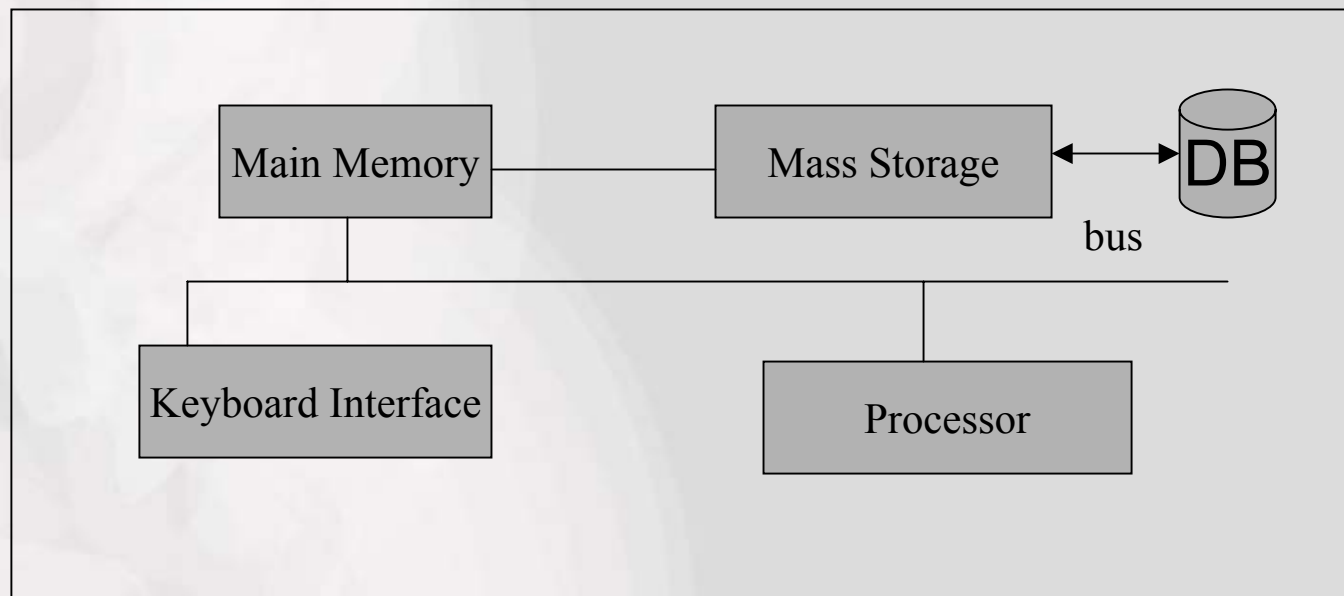 Main Memory
Mass Storage
DB
bus
Keyboard Interface
Processor